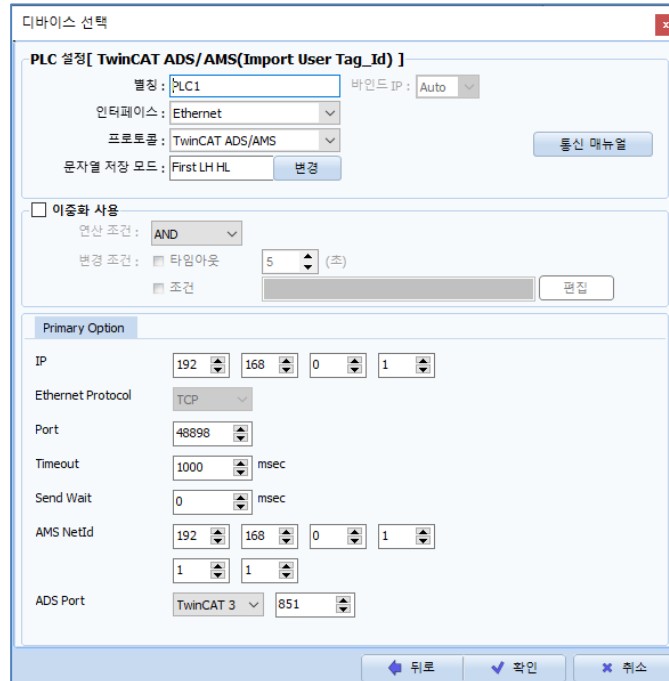 디바이스 선택
PLC 설정[ TwinCAT ADS/AMS(Import User Tag_Id) ]
별칭 : PLC1 바인드 IP : Auto
인터페이스 : Ethernet
프로토콜 : TwinCAT ADS/AMS 통신 매뉴얼
문자열 저장 모드 : First LH HL 변경
이중화 사용
연산 조건 : AND
변경 조건 : 타임아웃 5 (초)
조건 편집
Primary Option
IP 192 168 0 1
Ethernet Protocol TCP
Port 48898
Timeout 1000 msec
Send Wait 0 msec
AMS NetId 192 168 0 1
1 1
ADS Port TwinCAT 3 851
뒤로 확인 취소